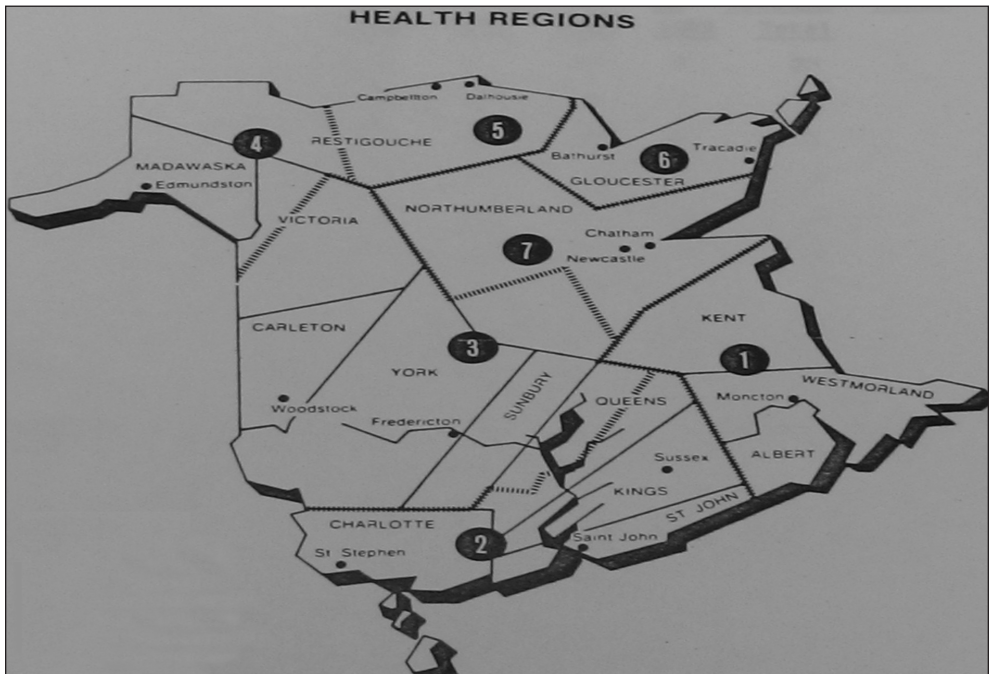 HEALTH REGIONS
Campbellton
Dalhousie
4
RESTIGOUCHE
5
Bathurst
6
Tracadie
MADAWASKA
Edmundston
GLOUCESTER
VICTORIA
NORTHUMBERLAND
Chatham
7
Newcastle
CARLETON
KENT
3
1
YORK
WESTMORLAND
SUNBURY
QUEENS
Moncton
Woodstock
Fredericton
Sussex
ALBERT
KINGS
ST JOHN
CHARLOTTE
2
Saint John
St Stephen